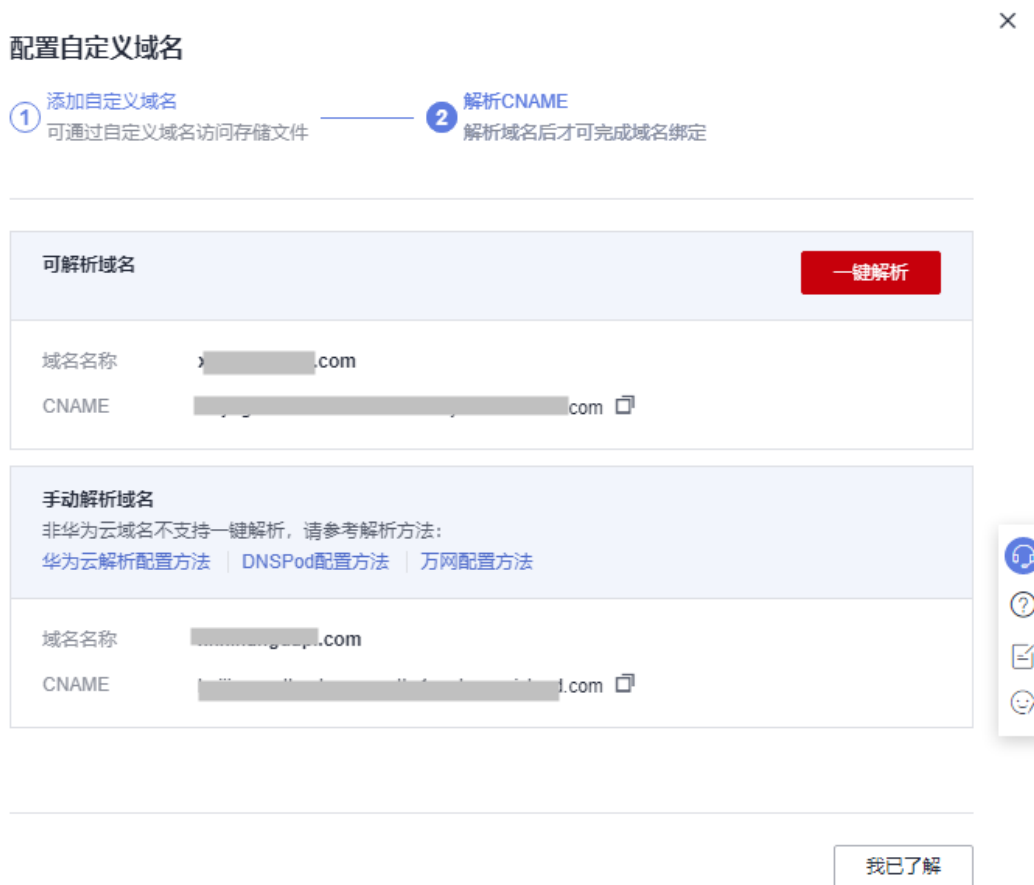 配置自定义域名
1 添加自定义域名
可通过自定义域名访问存储文件
2 解析CNAME
解析域名后才可完成域名绑定
可解析域名
一键解析
域名名称 x .com
CNAME com
手动解析域名
非华为云域名不支持一键解析，请参考解析方法：
华为云解析配置方法 DNSPod配置方法 万网配置方法
域名名称 .com
CNAME .com
我已了解